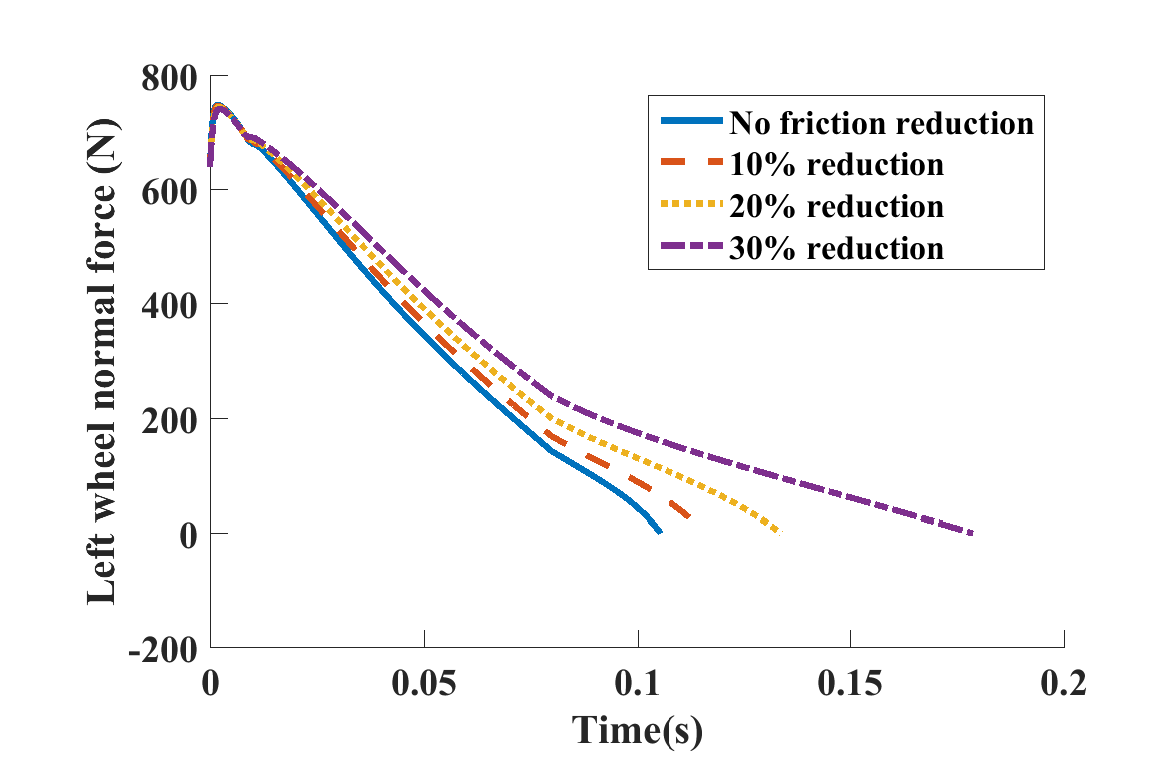 800
600
400
200
0
-200
0
0.05
0.1
0.15
0.2
Left wheel normal force (N)
Time(s)
No friction reduction
10% reduction
20% reduction
30% reduction